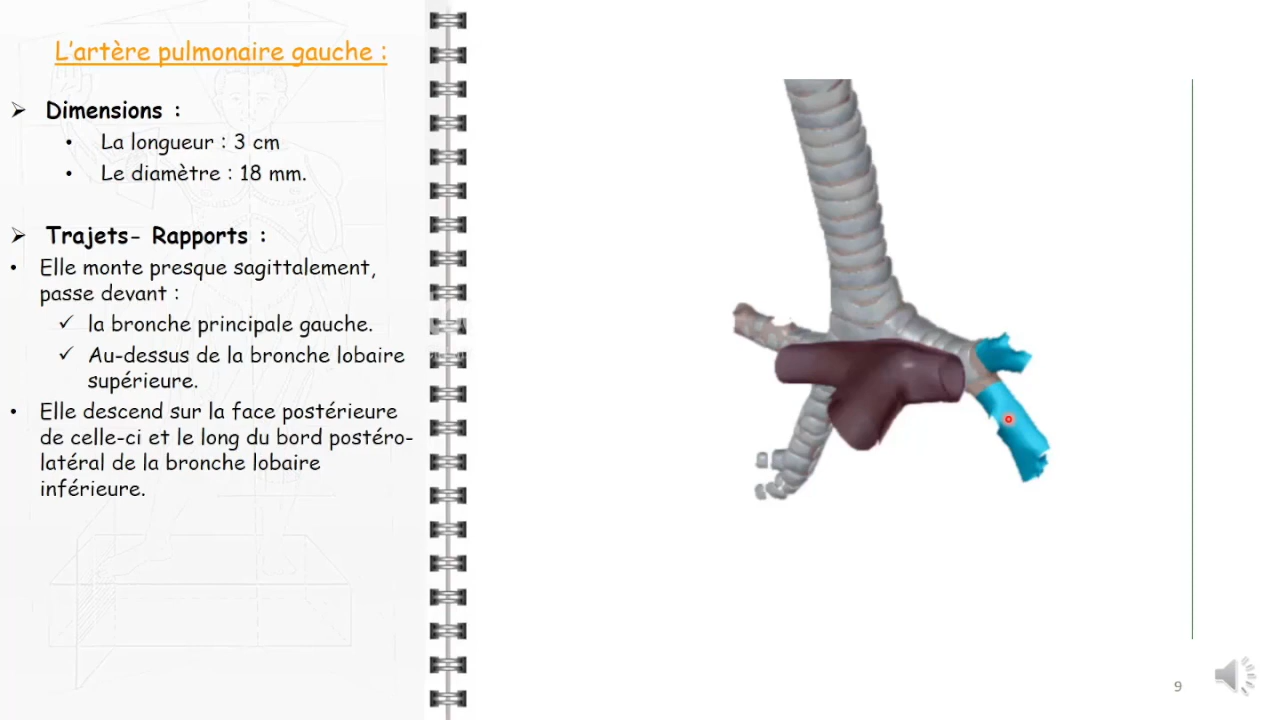 L'artère pulmonaire gauche :
➢ Dimensions :
• La longueur : 3 cm
• Le diamètre : 18 mm.
➢ Trajets- Rapports :
• Elle monte presque sagittalement,
passe devant :
✓ la bronche principale gauche.
✓ Au-dessus de la bronche lobaire
supérieure.
• Elle descend sur la face postérieure
de celle-ci et le long du bord postéro-
latéral de la bronche lobaire
inférieure.
9